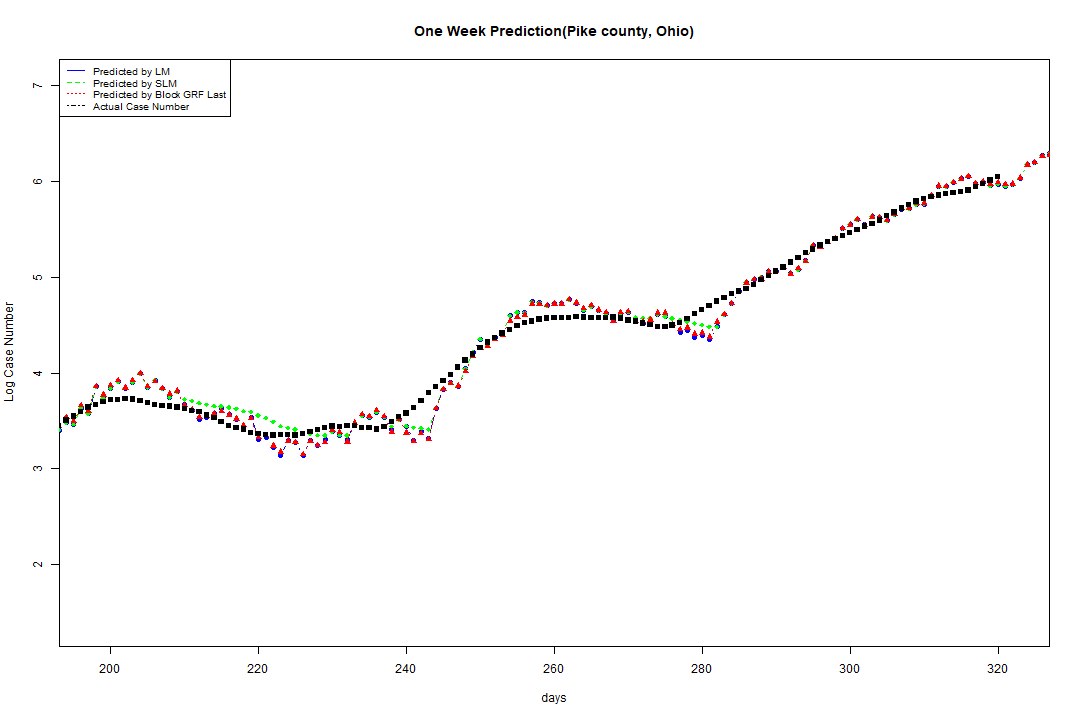 One Week Prediction(Pike county, Ohio)
Predicted by LM
Predicted by SLM
Predicted by Block GRF Last
Actual Case Number
7
6
5
4
3
2
Log Case Number
200 220 240 260 280 300 320
days